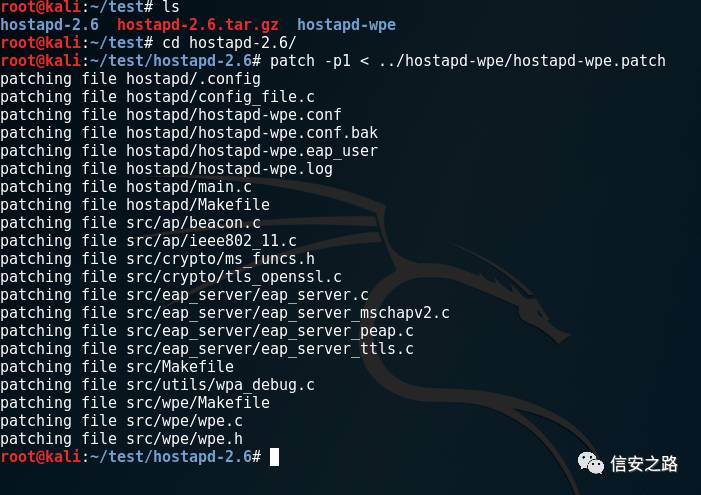 root@kali:~/test# ls
hostapd-2.6  hostapd-2.6.tar.gz  hostapd-wpe
root@kali:~/test# cd hostapd-2.6/
root@kali:~/test/hostapd-2.6# patch -p1 < ../hostapd-wpe/hostapd-wpe.patch
patching file hostapd/.config
patching file hostapd/config_file.c
patching file hostapd/hostapd-wpe.conf
patching file hostapd/hostapd-wpe.conf.bak
patching file hostapd/hostapd-wpe.eap_user
patching file hostapd/hostapd-wpe.log
patching file hostapd/main.c
patching file hostapd/Makefile
patching file src/ap/beacon.c
patching file src/ap/ieee802_11.c
patching file src/crypto/ms_funcs.h
patching file src/crypto/tls_openssl.c
patching file src/eap_server/eap_server.c
patching file src/eap_server/eap_server_mschapv2.c
patching file src/eap_server/eap_server_peap.c
patching file src/eap_server/eap_server_ttls.c
patching file src/Makefile
patching file src/utils/wpa_debug.c
patching file src/wpe/Makefile
patching file src/wpe/wpe.c
patching file src/wpe/wpe.h
root@kali:~/test/hostapd-2.6#
信安之路